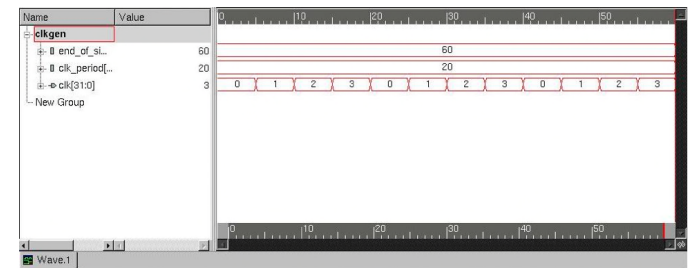 Name Value 0 10 20 30 40 50
clkgen
end_of_si... 60 60
clk_period[... 20 20
clk[31:0] 3 0 1 2 3 0 1 2 3 0 1 2 3
New Group
0 10 20 30 40 50
Wave.1